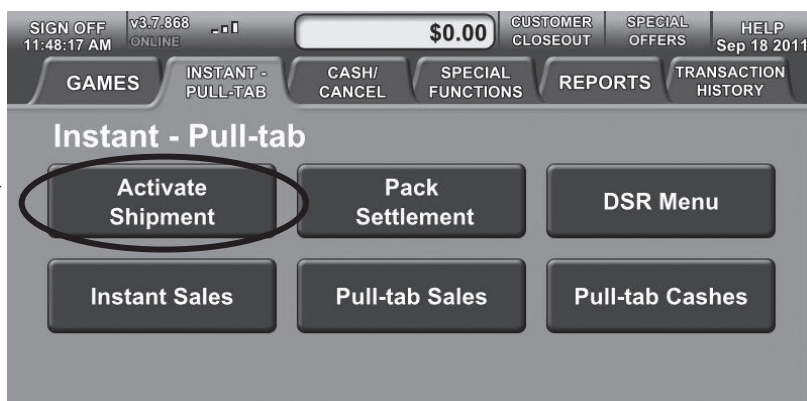 SIGN OFF
11:48:17 AM
v3.7.868
ONLINE
$0.00
CUSTOMER
CLOSEOUT
SPECIAL
OFFERS
HELP
Sep 18 2011
GAMES
INSTANT -
PULL-TAB
CASH/
CANCEL
SPECIAL
FUNCTIONS
REPORTS
TRANSACTION
HISTORY
Instant - Pull-tab
Activate
Shipment
Pack
Settlement
DSR Menu
Instant Sales
Pull-tab Sales
Pull-tab Cashes